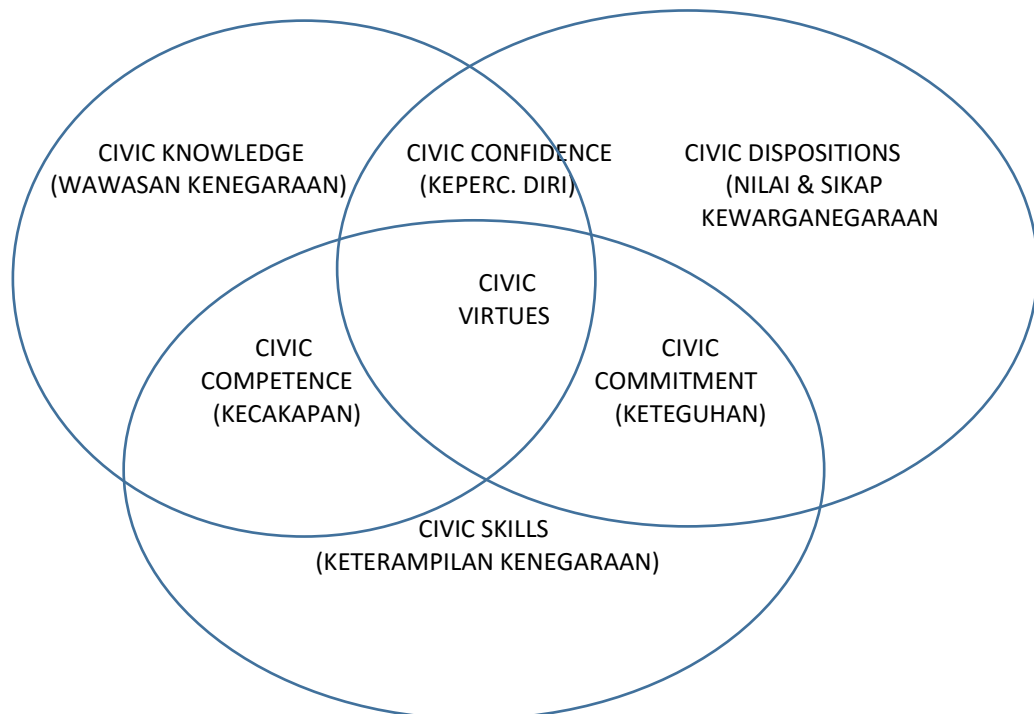 CIVIC KNOWLEDGE
(WAWASAN KENEGARAAN)
CIVIC CONFIDENCE
(KEPERC. DIRI)
CIVIC DISPOSITIONS
(NILAI & SIKAP
KEWARGANEGARAAN
CIVIC
VIRTUES
CIVIC
COMPETENCE
(KECAKAPAN)
CIVIC
COMMITMENT
(KETEGUHAN)
CIVIC SKILLS
(KETERAMPILAN KENEGARAAN)